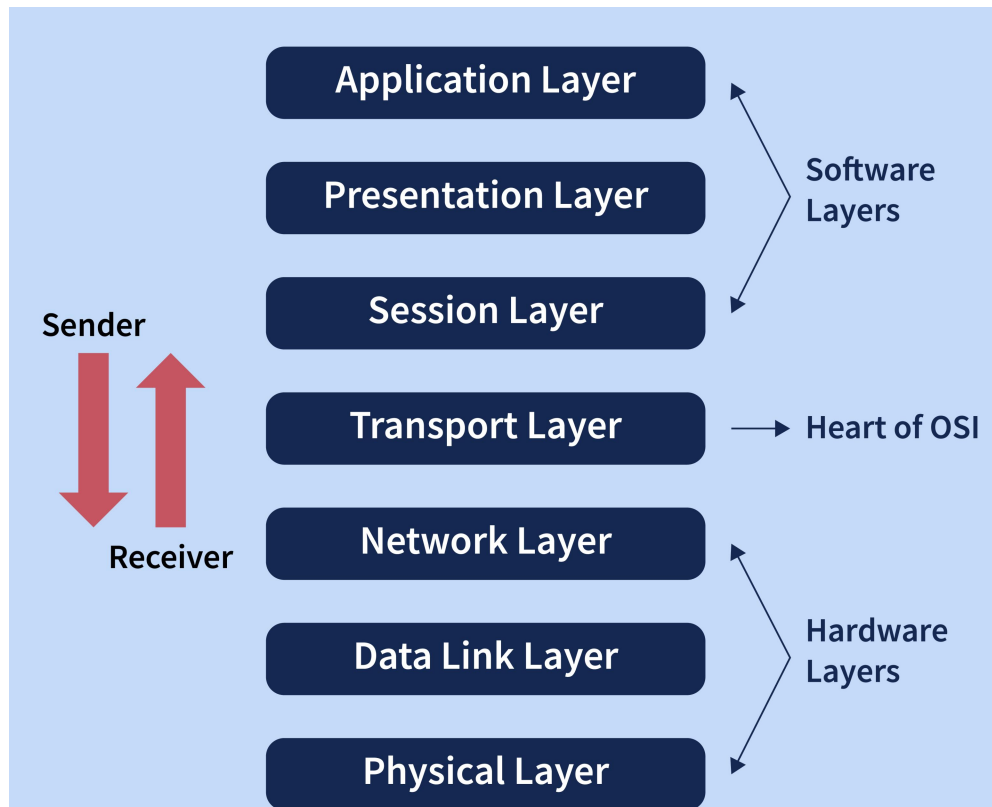 Application Layer
Presentation Layer
Software
Layers
Session Layer
Sender
Transport Layer
Heart of OSI
Network Layer
Receiver
Data Link Layer
Hardware
Layers
Physical Layer